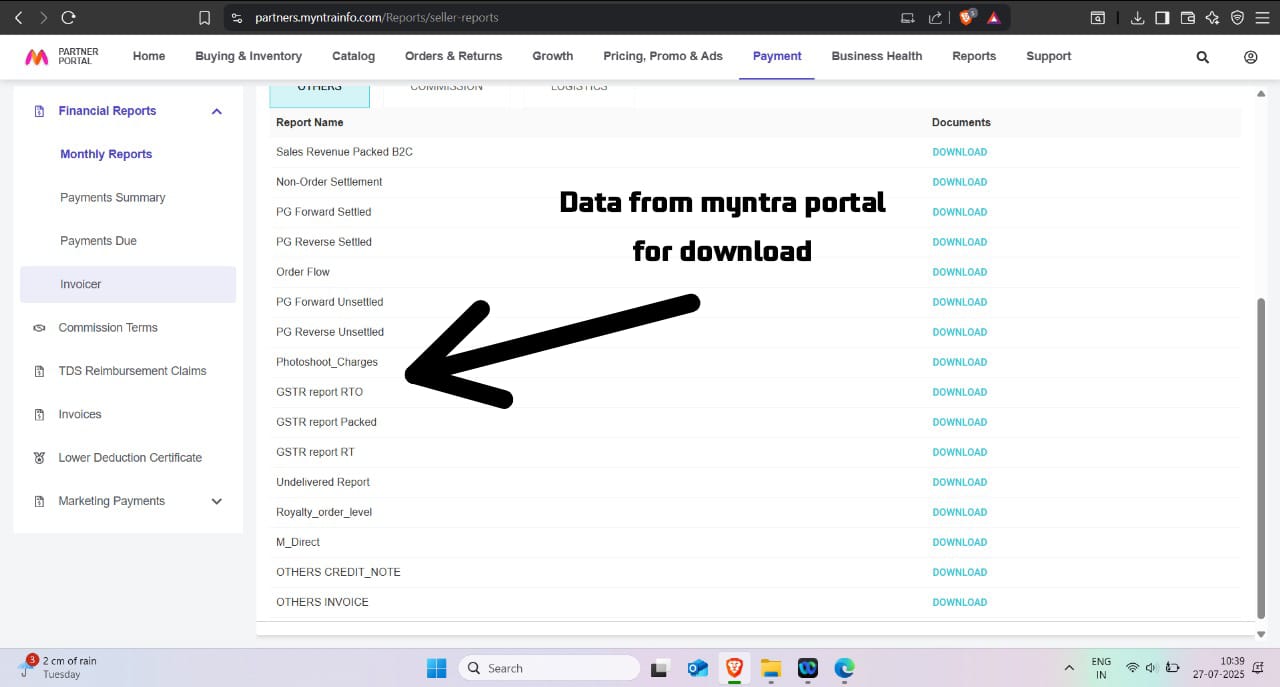 partners.myntrainfo.com/Reports/seller-reports
5
PARTNER
PORTAL
Home Buying & Inventory Catalog Orders & Returns Growth Pricing, Promo & Ads Payment Business Health Reports Support
OTHERS COMMISSION LOGISTICS
Financial Reports
Monthly Reports
Payments Summary
Payments Due
Invoicer
Commission Terms
TDS Reimbursement Claims
Invoices
Lower Deduction Certificate
Marketing Payments
Report Name Documents
Sales Revenue Packed B2C DOWNLOAD
Non-Order Settlement DOWNLOAD
PG Forward Settled DOWNLOAD
PG Reverse Settled DOWNLOAD
Order Flow DOWNLOAD
PG Forward Unsettled DOWNLOAD
PG Reverse Unsettled DOWNLOAD
Photoshoot_Charges DOWNLOAD
GSTR report RTO DOWNLOAD
GSTR report Packed DOWNLOAD
GSTR report RT DOWNLOAD
Undelivered Report DOWNLOAD
Royalty_order_level DOWNLOAD
M_Direct DOWNLOAD
OTHERS CREDIT_NOTE DOWNLOAD
OTHERS INVOICE DOWNLOAD
Data from myntra portal
for download
3
2 cm of rain
Tuesday
Search
ENG
IN
10:39
27-07-2025